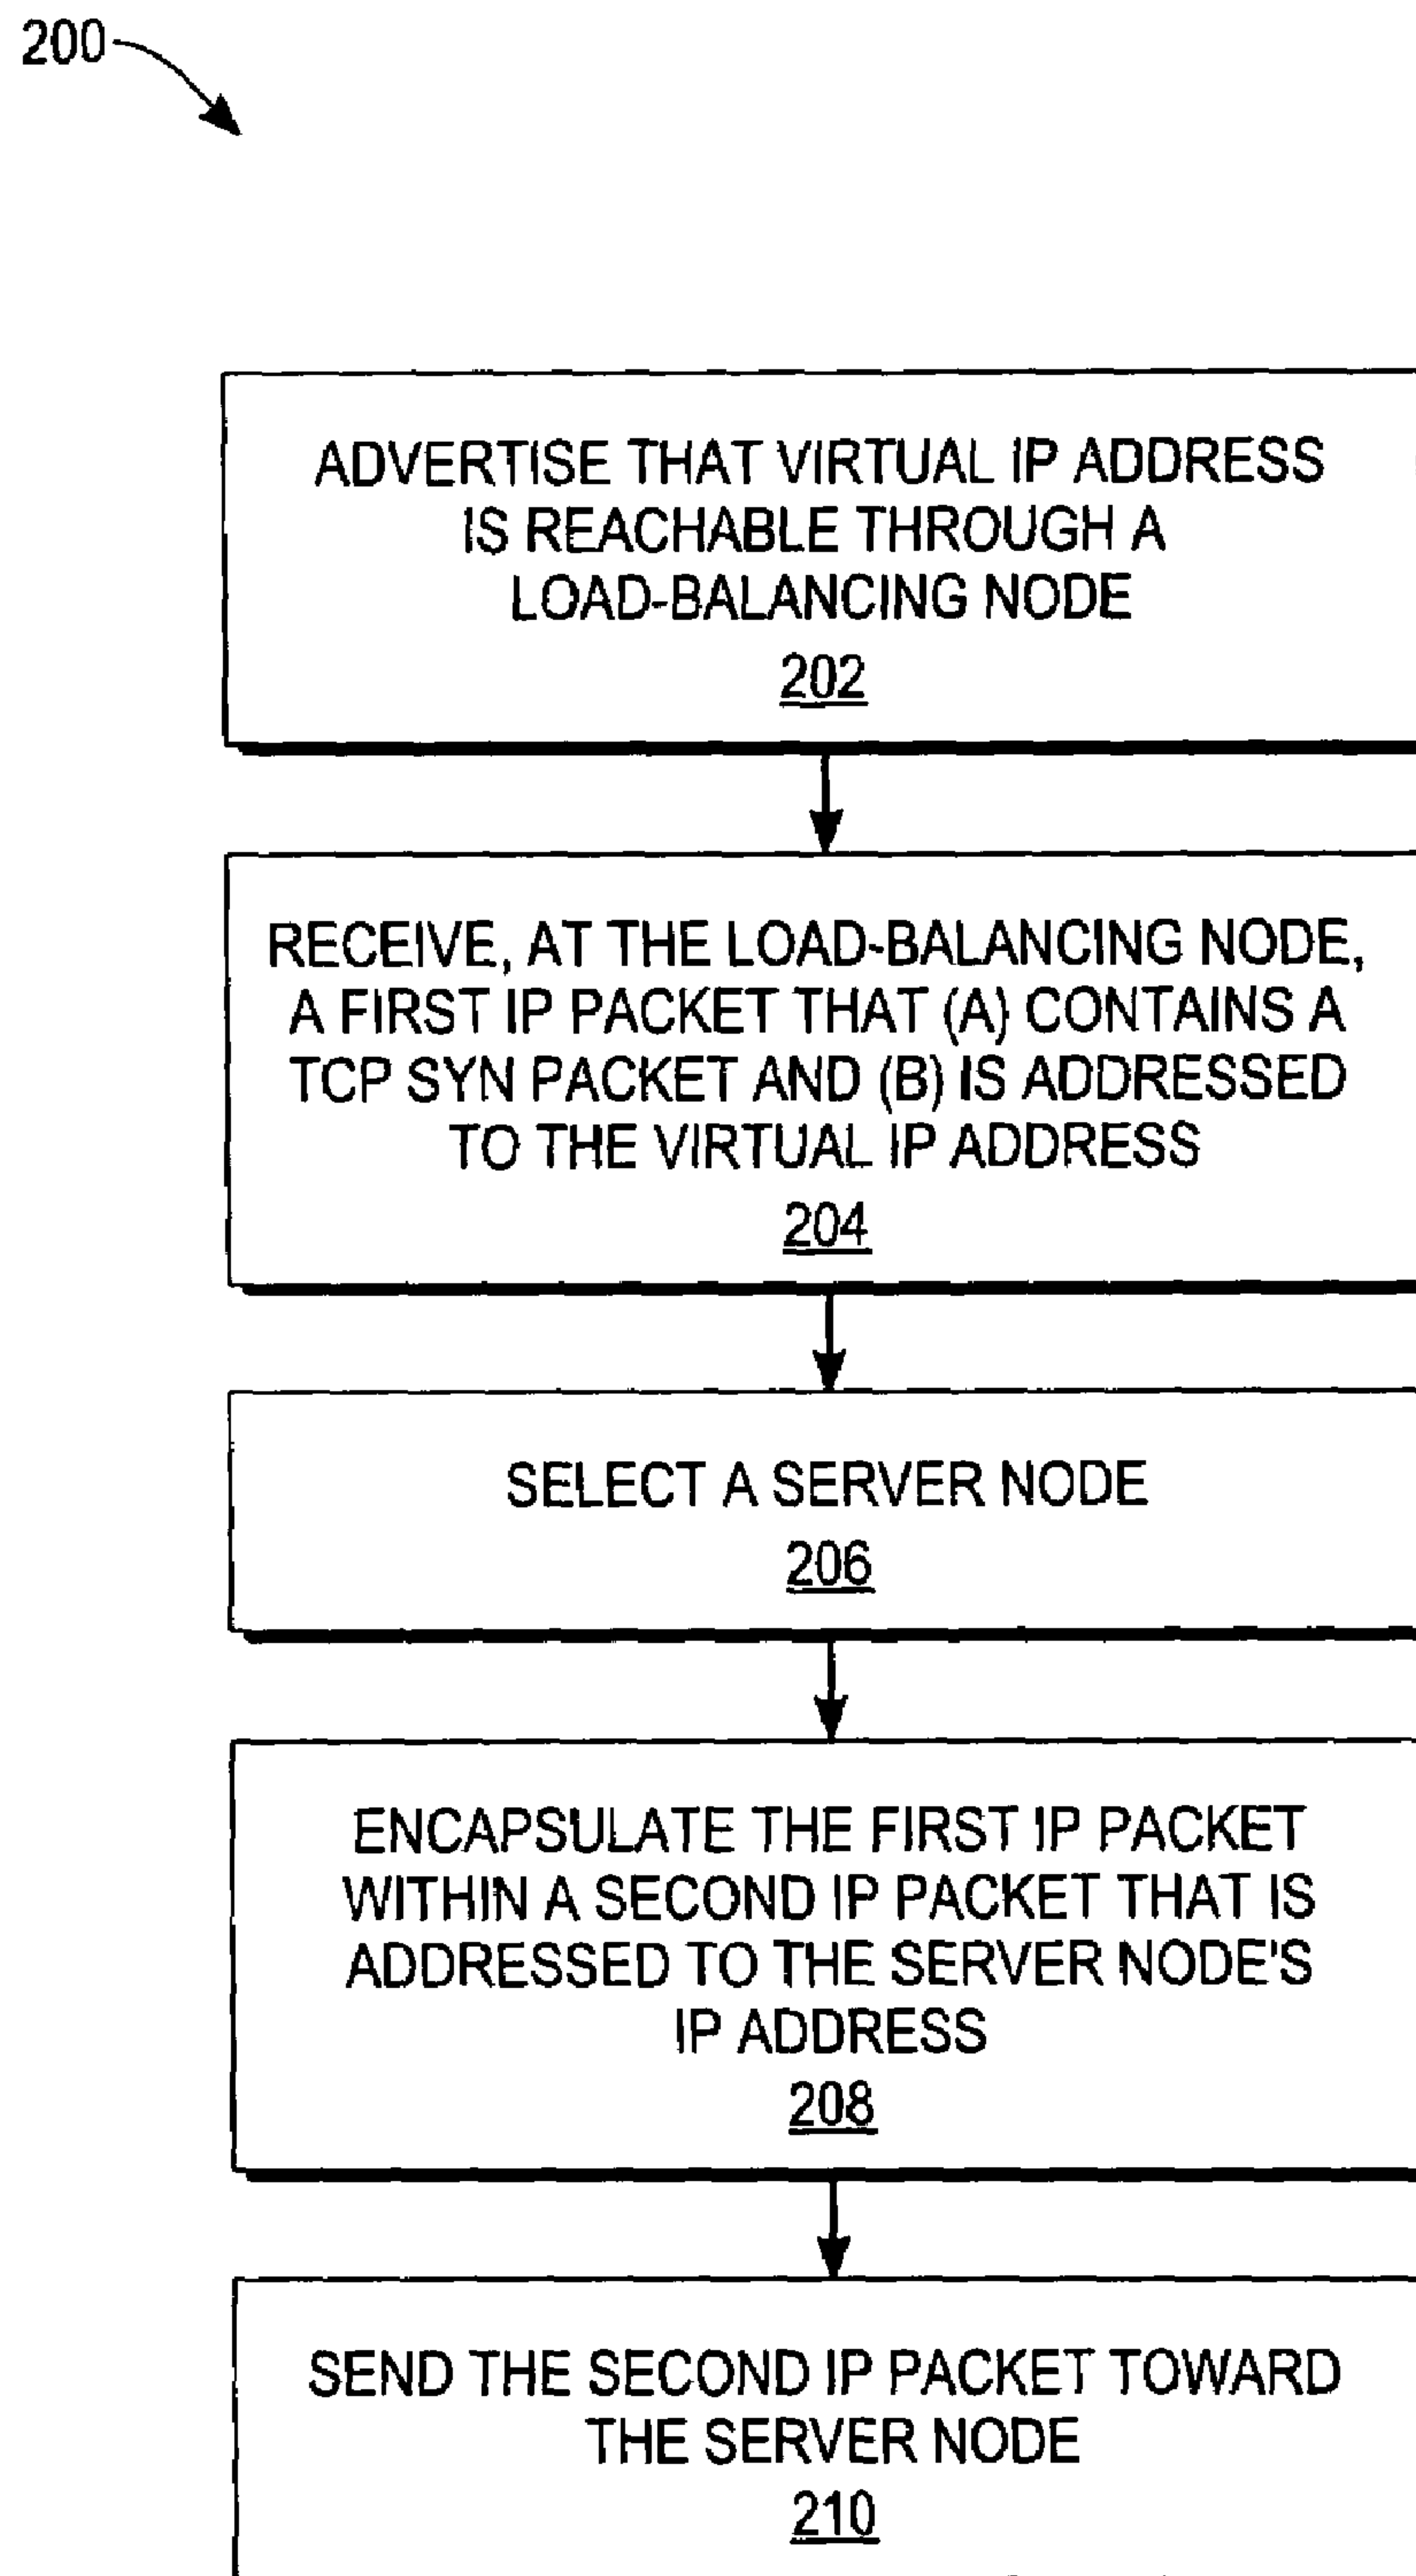 200
ADVERTISE THAT VIRTUAL IP ADDRESS
IS REACHABLE THROUGH A
LOAD-BALANCING NODE
202
RECEIVE, AT THE LOAD-BALANCING NODE,
A FIRST IP PACKET THAT (A) CONTAINS A
TCP SYN PACKET AND (B) IS ADDRESSED
TO THE VIRTUAL IP ADDRESS
204
SELECT A SERVER NODE
206
ENCAPSULATE THE FIRST IP PACKET
WITHIN A SECOND IP PACKET THAT IS
ADDRESSED TO THE SERVER NODE'S
IP ADDRESS
208
SEND THE SECOND IP PACKET TOWARD
THE SERVER NODE
210